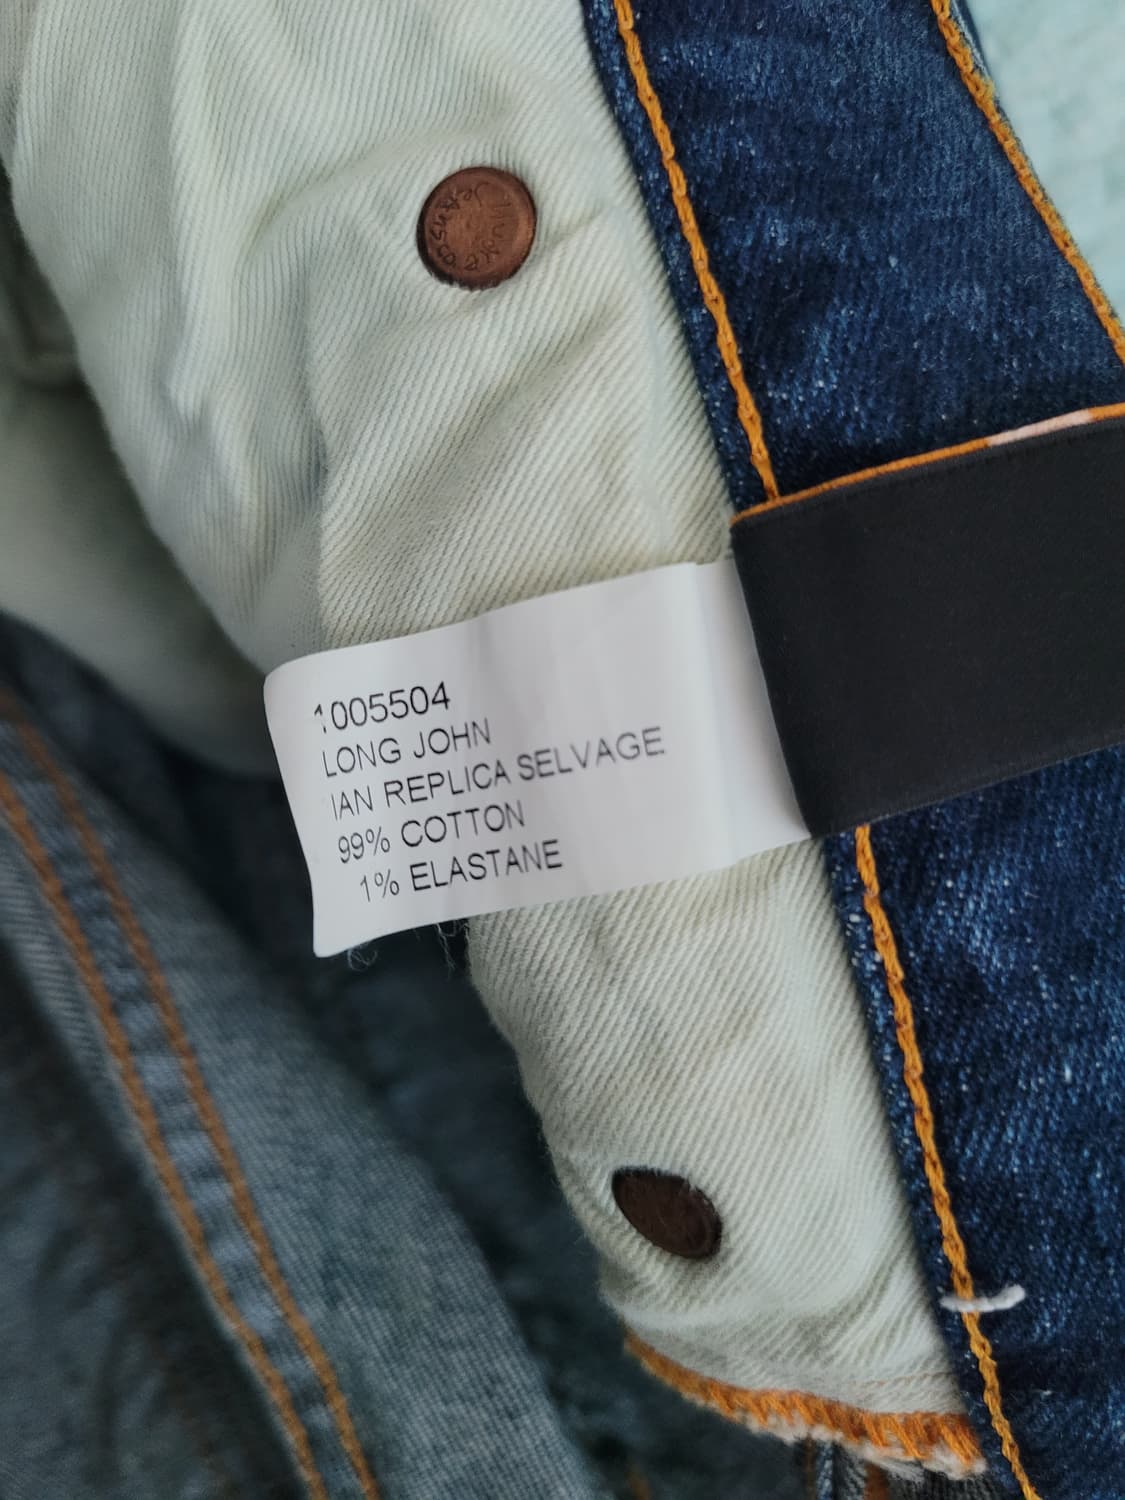 1005504
LONG JOHN
IAN REPLICA SELVAGE
99% COTTON
1% ELASTANE